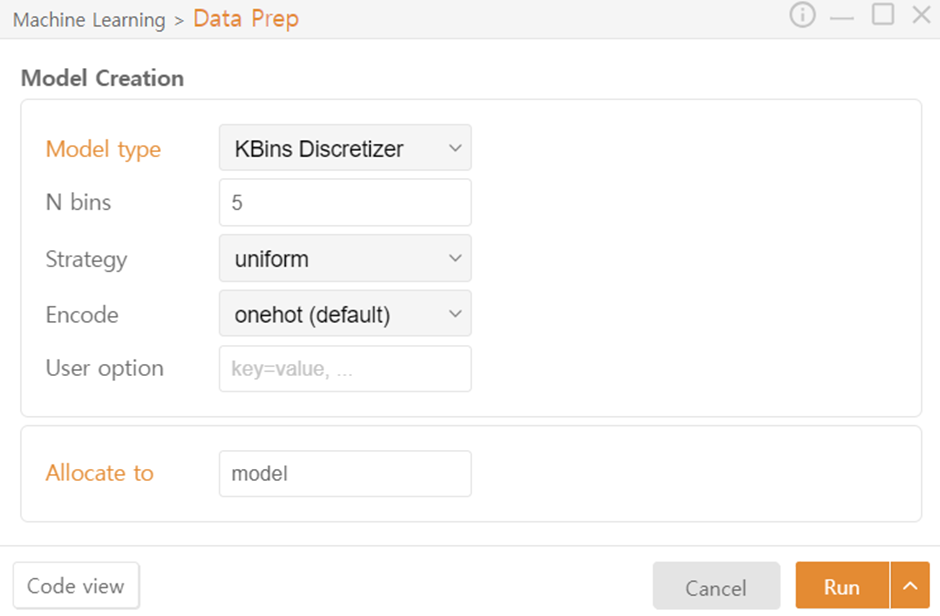 Machine Learning > Data Prep
Model Creation
Model type KBins Discretizer
N bins 5
Strategy uniform
Encode onehot (default)
User option key=value, ...
Allocate to model
Code view Cancel Run